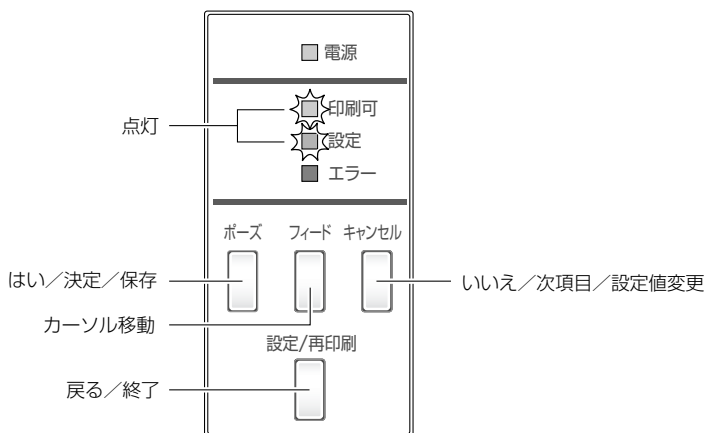 電源
印刷可
点灯
設定
エラー
ポーズ フィード キャンセル
はい／決定／保存
いいえ／次項目／設定値変更
カーソル移動
設定/再印刷
戻る／終了